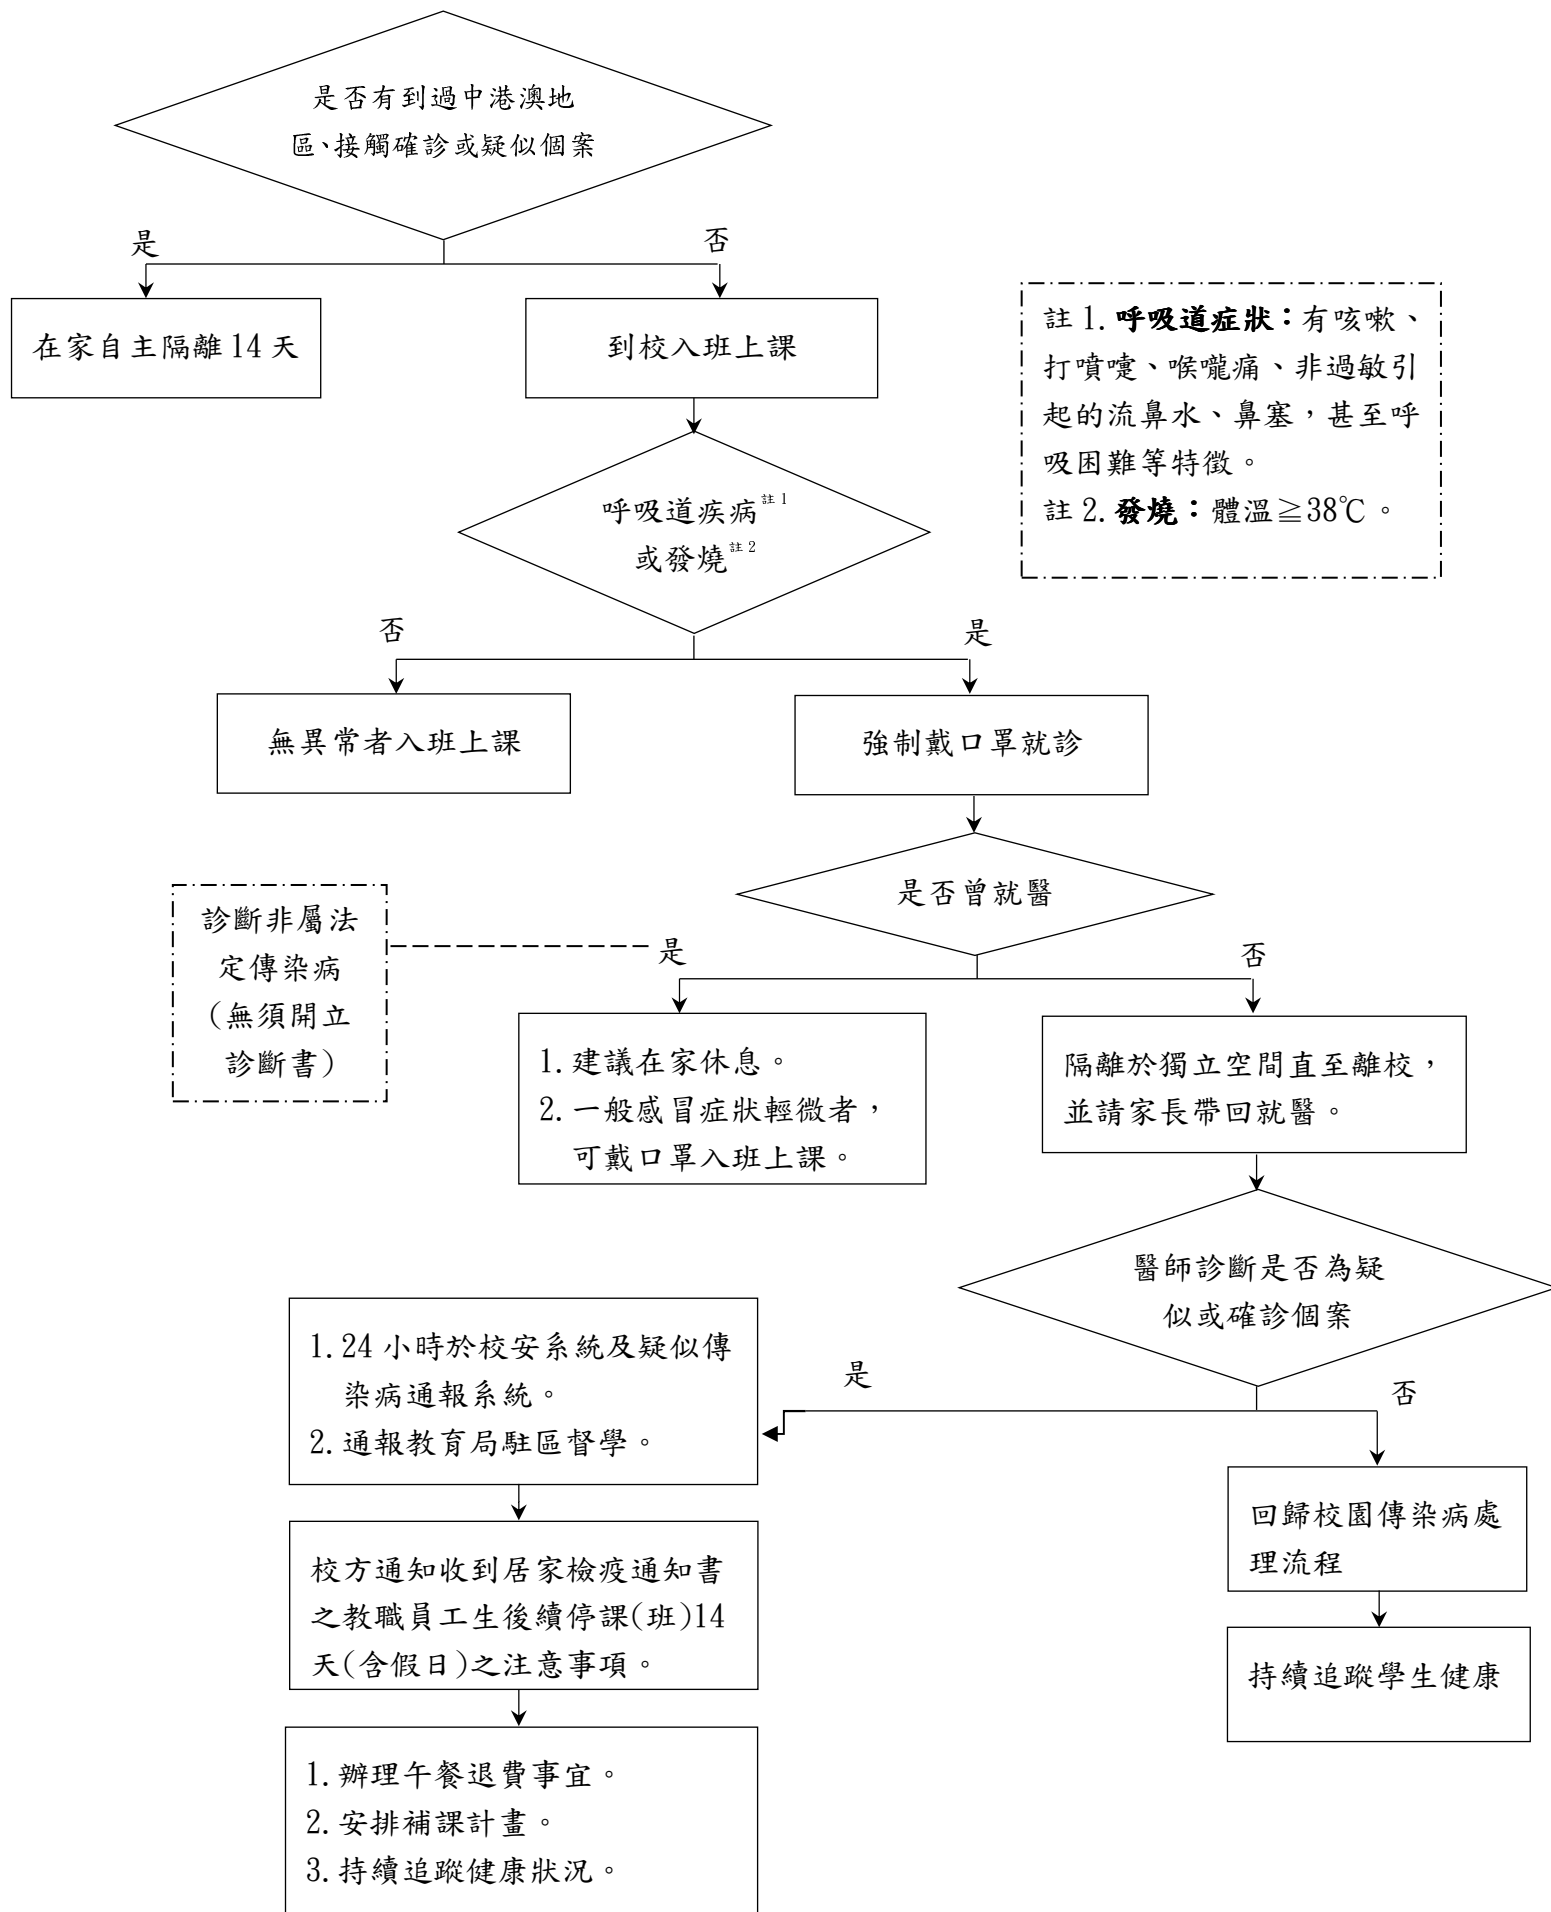 是否有到過中港澳地
區、接觸確診或疑似個案
是
否
在家自主隔離14天
到校入班上課
註1.呼吸道症狀：有咳嗽、
打噴嚏、喉嚨痛、非過敏引
起的流鼻水、鼻塞，甚至呼
吸困難等特徵。
註2.發燒：體溫≧38℃。
呼吸道疾病註1
或發燒註2
否
是
無異常者入班上課
強制戴口罩就診
是否曾就醫
診斷非屬法
定傳染病
(無須開立
診斷書)
是
否
1.建議在家休息。
2.一般感冒症狀輕微者，
可戴口罩入班上課。
隔離於獨立空間直至離校，
並請家長帶回就醫。
醫師診斷是否為疑
似或確診個案
是
否
1.24小時於校安系統及疑似傳
染病通報系統。
2.通報教育局駐區督學。
回歸校園傳染病處
理流程
校方通知收到居家檢疫通知書
之教職員工生後續停課(班)14
天(含假日)之注意事項。
持續追蹤學生健康
1.辦理午餐退費事宜。
2.安排補課計畫。
3.持續追蹤健康狀況。